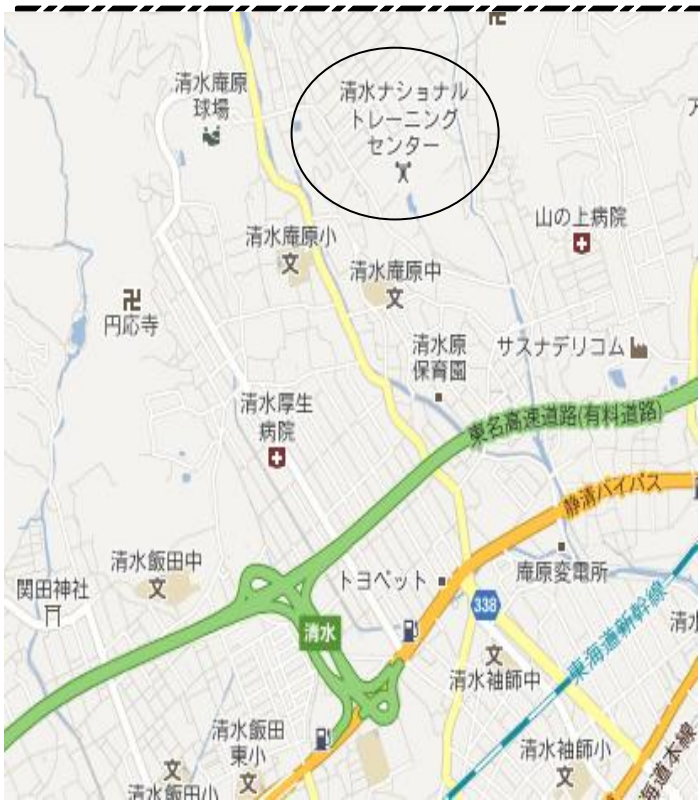 清水庵原
球場
清水ナショナル
トレーニング
センター
山の上病院
清水庵原小
清水庵原中
円応寺
清水原
保育園
サスナデリコム
清水厚生
病院
東名高速道路(有料道路)
静清バイパス
清水飯田中
関田神社
トヨペット
庵原変電所
338
清水
東海道新幹線
清水袖師中
清水飯田
東小
清水袖師小
清水飯田小
海道本線